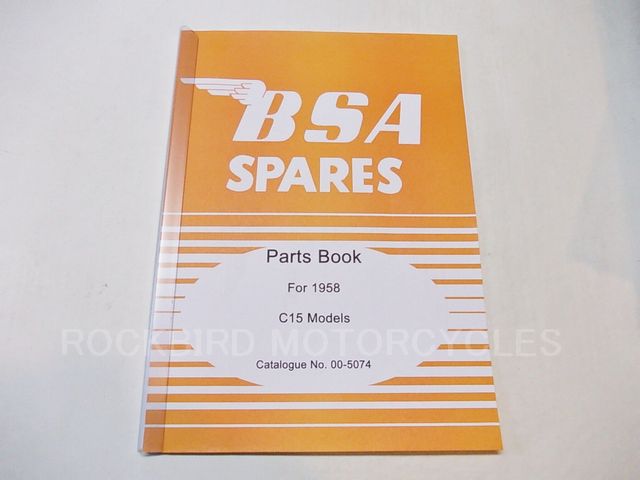 BSA
SPARES
Parts Book
For 1958
C15 Models
ROCKBIRD MOTORCYCLES
Catalogue No. 00-5074